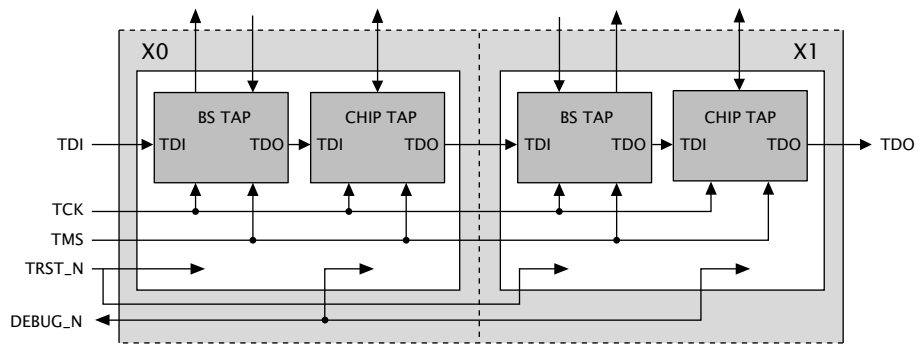 X0 X1
BS TAP CHIP TAP BS TAP CHIP TAP
TDI TDI TDO TDI TDO TDI TDO TDI TDO TDO
TCK
TMS
TRST_N
DEBUG_N